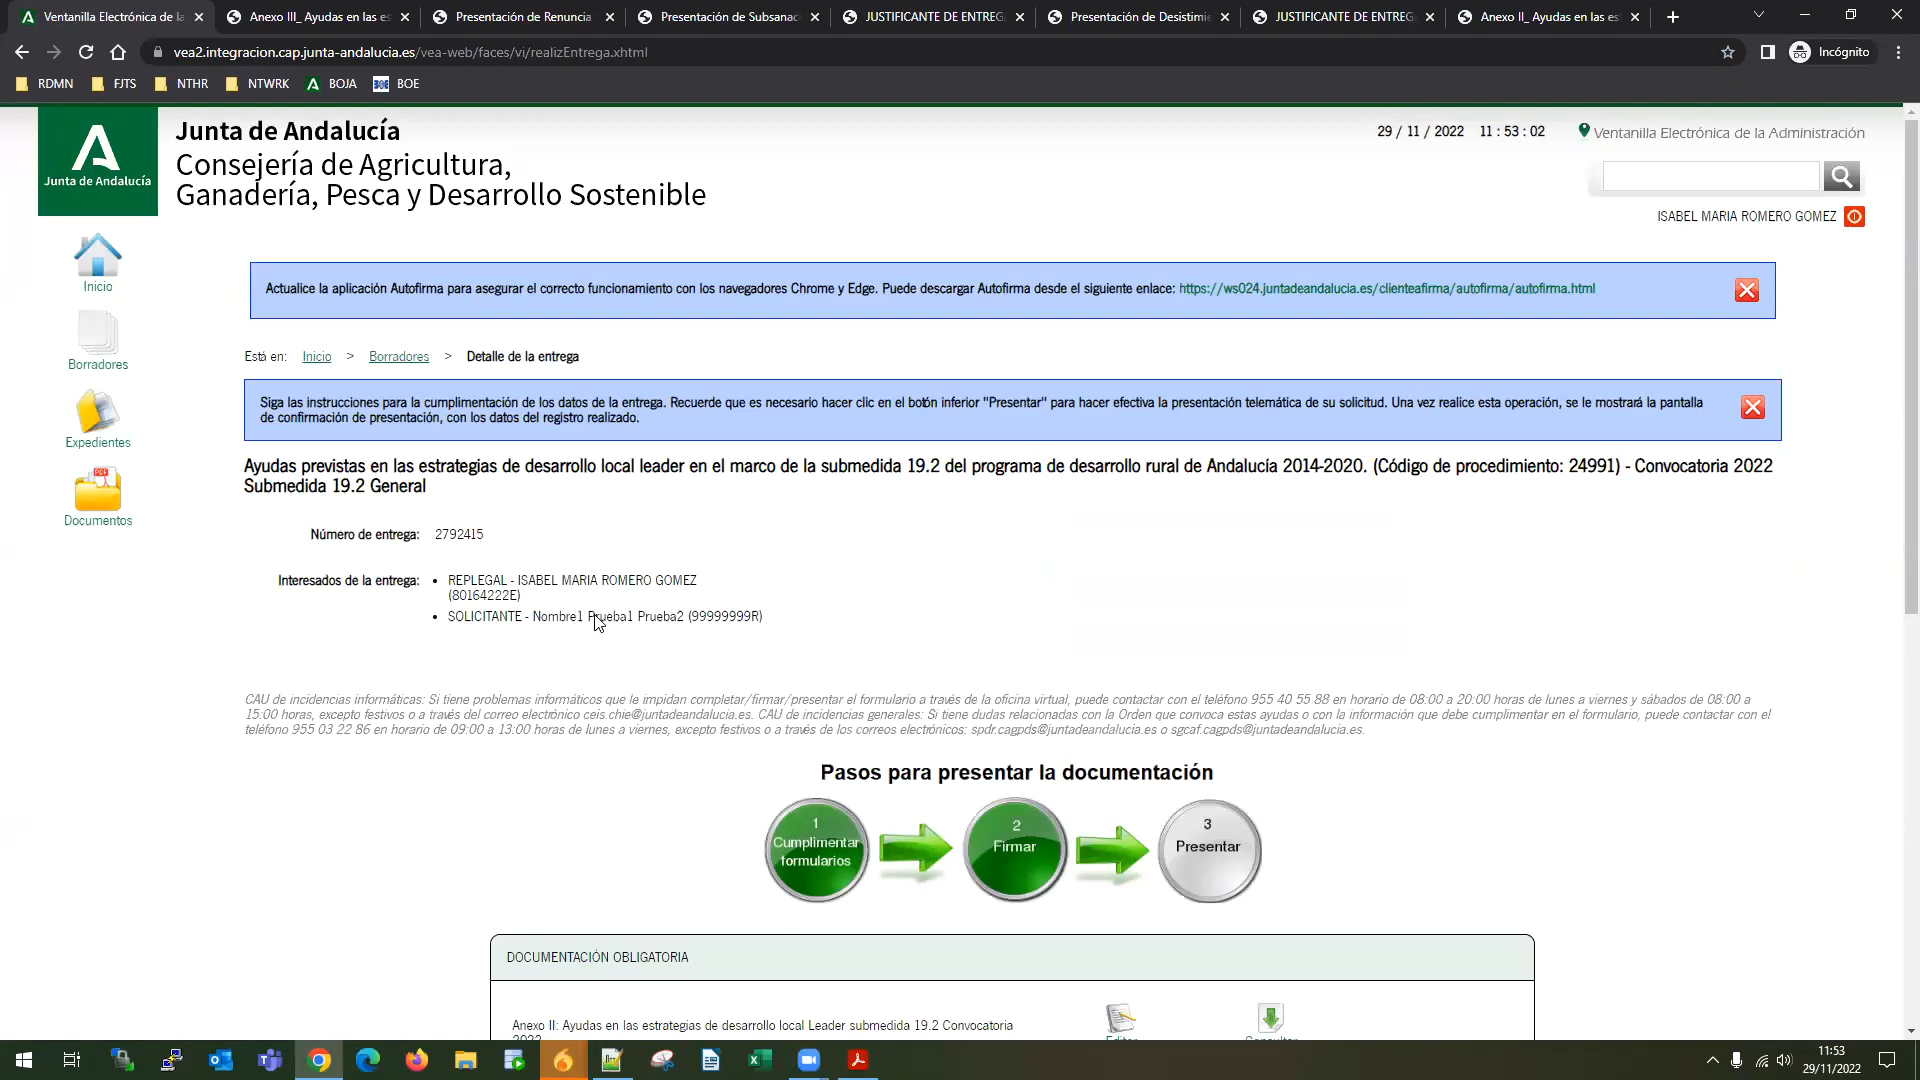 Ventanilla Electrónica de la
Anexo III_ Ayudas en las es
Presentación de Renuncia
Presentación de Subsanac
JUSTIFICANTE DE ENTREG
Presentación de Desistimie
JUSTIFICANTE DE ENTREG
Anexo II_ Ayudas en las es
vea2.integracion.cap.junta-andalucia.es/vea-web/faces/vi/realizEntrega.xhtml
Incógnito
RDMN
FJTS
NTHR
NTWRK
BOJA
BOE
Junta de Andalucía
Junta de Andalucía
Consejería de Agricultura,
Ganadería, Pesca y Desarrollo Sostenible
29 / 11 / 2022 11 : 53 : 02
Ventanilla Electrónica de la Administración
ISABEL MARIA ROMERO GOMEZ
Inicio
Borradores
Expedientes
PDF
Documentos
Actualice la aplicación Autofirma para asegurar el correcto funcionamiento con los navegadores Chrome y Edge. Puede descargar Autofirma desde el siguiente enlace: https://ws024.juntadeandalucia.es/clienteafirma/autofirma/autofirma.html
Está en: Inicio > Borradores > Detalle de la entrega
Siga las instrucciones para la cumplimentación de los datos de la entrega. Recuerde que es necesario hacer clic en el botón inferior "Presentar" para hacer efectiva la presentación telemática de su solicitud. Una vez realice esta operación, se le mostrará la pantalla
de confirmación de presentación, con los datos del registro realizado.
Ayudas previstas en las estrategias de desarrollo local leader en el marco de la submedida 19.2 del programa de desarrollo rural de Andalucía 2014-2020. (Código de procedimiento: 24991) - Convocatoria 2022
Submedida 19.2 General
Número de entrega: 2792415
Interesados de la entrega: • REPLEGAL - ISABEL MARIA ROMERO GOMEZ
(80164222E)
• SOLICITANTE - Nombre1 Prueba1 Prueba2 (99999999R)
CAU de incidencias informáticas: Si tiene problemas informáticos que le impidan completar/firmar/presentar el formulario a través de la oficina virtual, puede contactar con el teléfono 955 40 55 88 en horario de 08:00 a 20:00 horas de lunes a viernes y sábados de 08:00 a
15:00 horas, excepto festivos o a través del correo electrónico ceis.chie@juntadeandalucia.es. CAU de incidencias generales: Si tiene dudas relacionadas con la Orden que convoca estas ayudas o con la información que debe cumplimentar en el formulario, puede contactar con el
teléfono 955 03 22 86 en horario de 09:00 a 13:00 horas de lunes a viernes, excepto festivos o a través de los correos electrónicos: spdr.cagpds@juntadeandalucia.es o sgcaf.cagpds@juntadeandalucia.es.
Pasos para presentar la documentación
1
Cumplimentar
formularios
2
Firmar
3
Presentar
DOCUMENTACIÓN OBLIGATORIA
Anexo II: Ayudas en las estrategias de desarrollo local Leader submedida 19.2 Convocatoria
2022
Editar
Consultar
11:53
29/11/2022